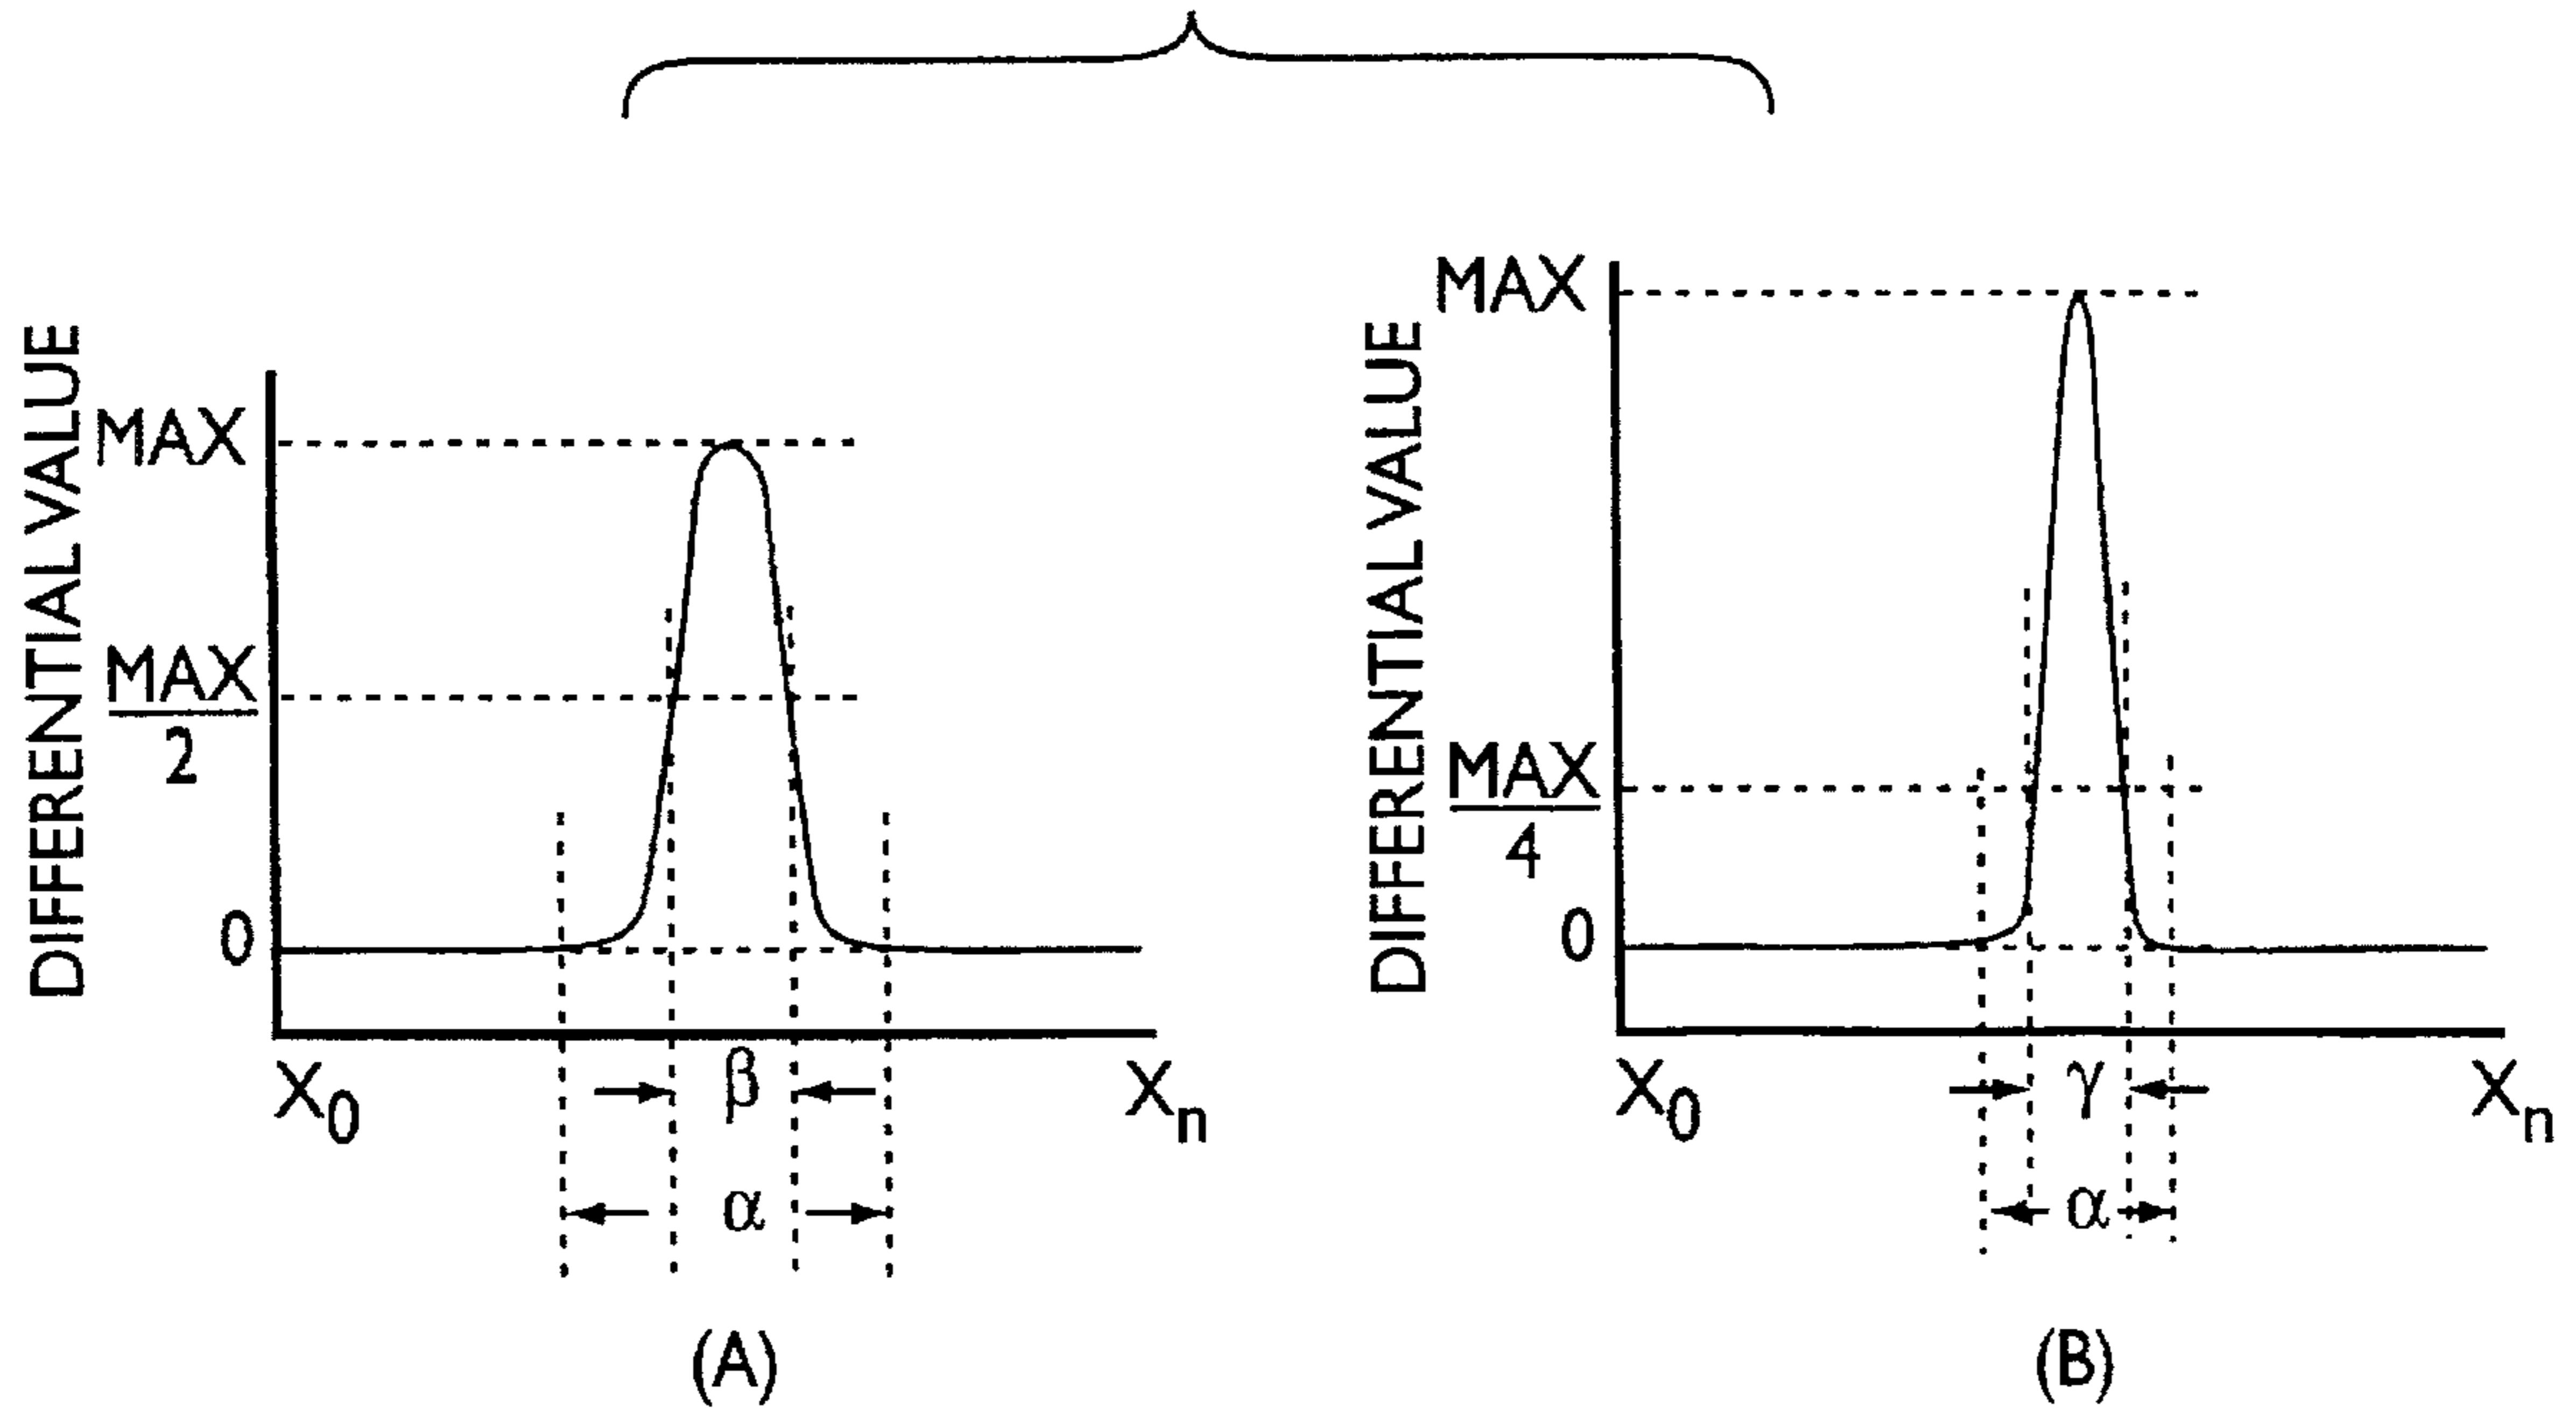 DIFFERENTIAL VALUE
MAX
MAX
2
0
X0
Xn
β
α
(A)
DIFFERENTIAL VALUE
MAX
MAX
4
0
X0
Xn
γ
α
(B)